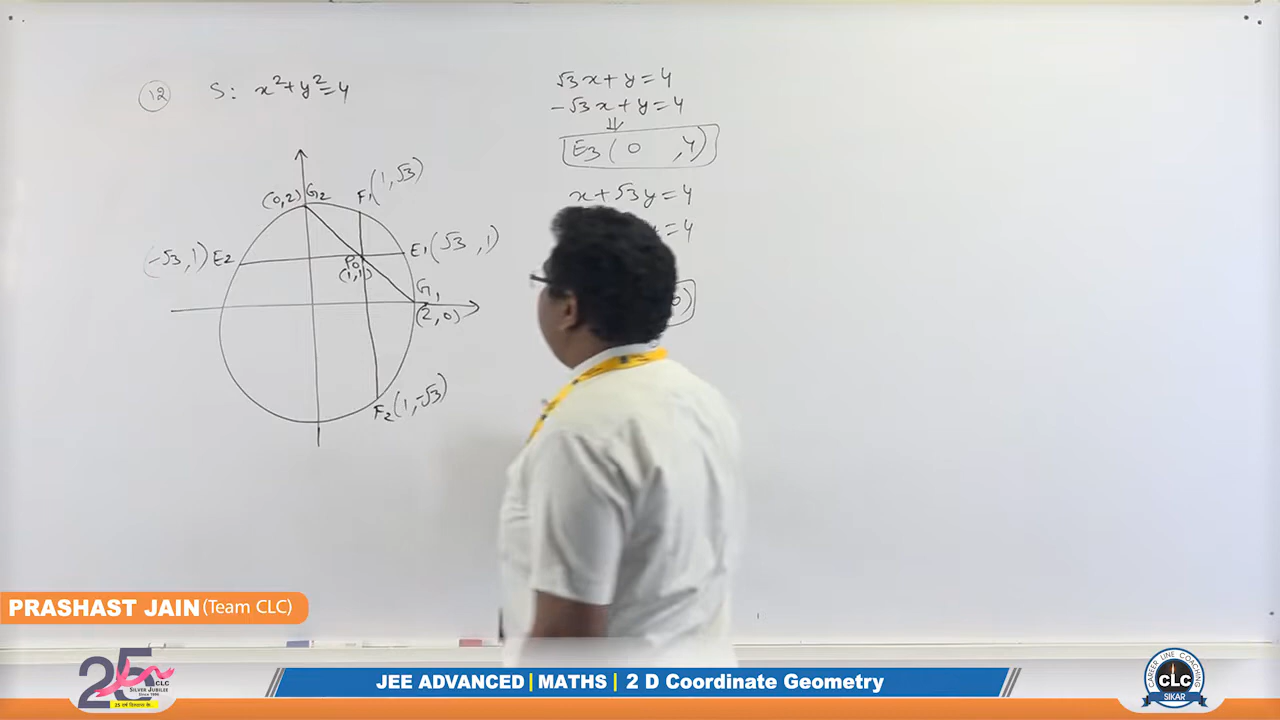 12 S: x²+y²=4
√3x+y=4
-√3x+y=4
⇓
E3(0 ,4)
x+√3y=4
=4
(0,2) G2
F1(1,√3)
(-√3,1) E2
E1(√3,1)
P0
(1,1)
G1
(2,0)
F2(1,-√3)
PRASHAST JAIN (Team CLC)
25 CLC
SILVER JUBILEE
Since 1996
JEE ADVANCED | MATHS | 2 D Coordinate Geometry
CAREER LINE COACHING
CLC
SIKAR